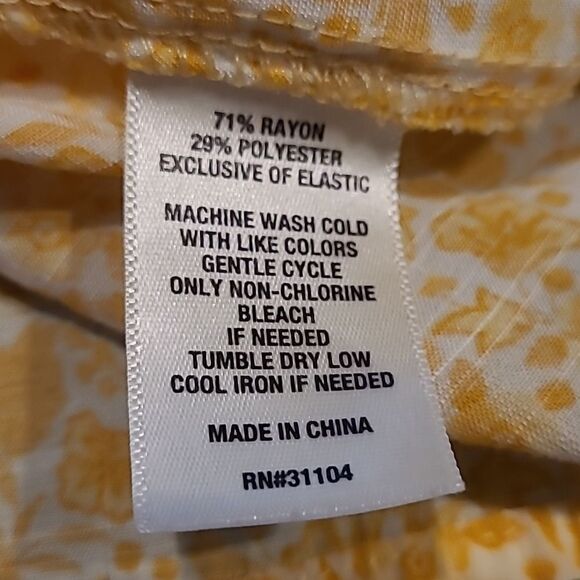 71% RAYON
29% POLYESTER
EXCLUSIVE OF ELASTIC
MACHINE WASH COLD
WITH LIKE COLORS
GENTLE CYCLE
ONLY NON-CHLORINE
BLEACH
IF NEEDED
TUMBLE DRY LOW
COOL IRON IF NEEDED
MADE IN CHINA
RN#31104